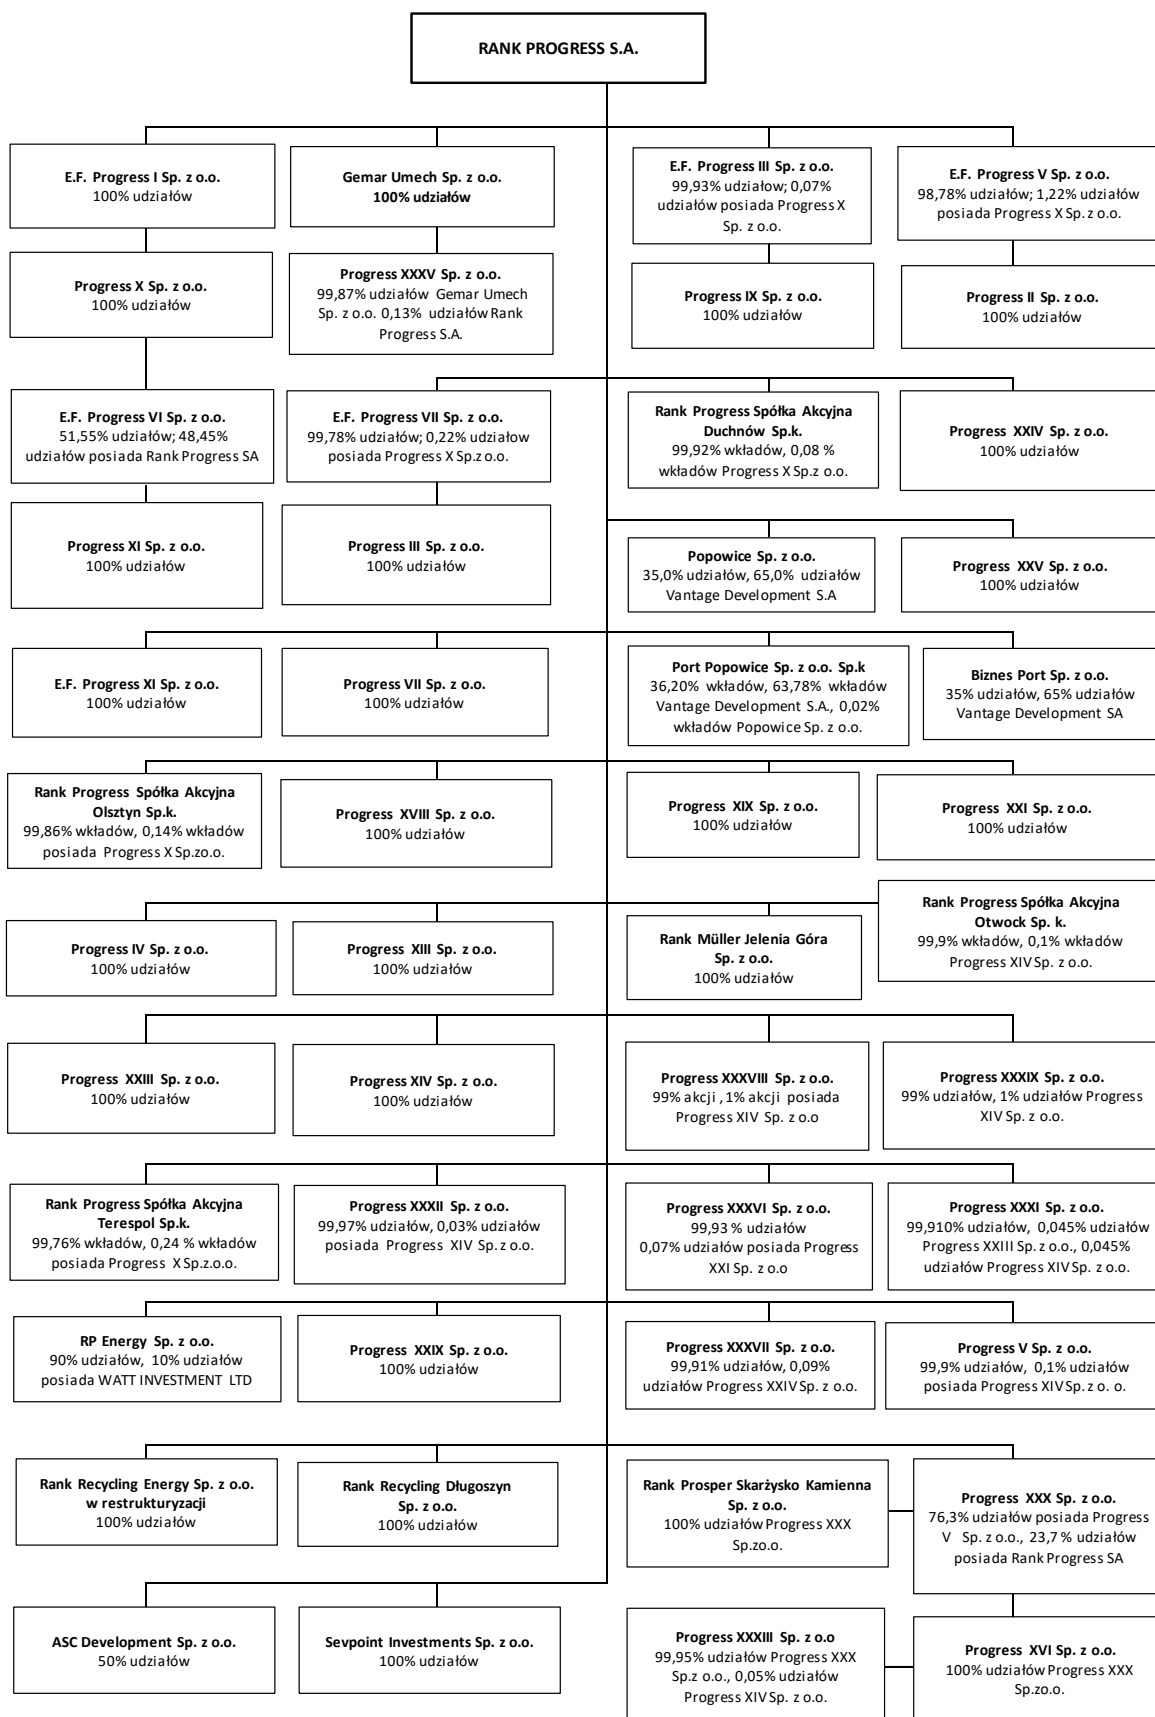 RANK PROGRESS S.A.
E.F. Progress I Sp. z o.o.
100% udziałów
Gemar Umech Sp. z o.o.
100% udziałów
E.F. Progress III Sp. z o.o.
99,93% udziałow; 0,07%
udziałów posiada Progress X
Sp. z o.o.
E.F. Progress V Sp. z o.o.
98,78% udziałów; 1,22% udziałów
posiada Progress X Sp. z o.o.
Progress X Sp. z o.o.
100% udziałów
Progress XXXV Sp. z o.o.
99,87% udziałów Gemar Umech
Sp. z o.o. 0,13% udziałów Rank
Progress S.A.
Progress IX Sp. z o.o.
100% udziałów
Progress II Sp. z o.o.
100% udziałów
E.F. Progress VI Sp. z o.o.
51,55% udziałów; 48,45%
udziałów posiada Rank Progress SA
E.F. Progress VII Sp. z o.o.
99,78% udziałów; 0,22% udziałow
posiada Progress X Sp.z o.o.
Rank Progress Spółka Akcyjna
Duchnów Sp.k.
99,92% wkładów, 0,08 %
wkładów Progress X Sp.z o.o.
Progress XXIV Sp. z o.o.
100% udziałów
Progress XI Sp. z o.o.
100% udziałów
Progress III Sp. z o.o.
100% udziałów
Popowice Sp. z o.o.
35,0% udziałów, 65,0% udziałów
Vantage Development S.A
Progress XXV Sp. z o.o.
100% udziałów
E.F. Progress XI Sp. z o.o.
100% udziałów
Progress VII Sp. z o.o.
100% udziałów
Port Popowice Sp. z o.o. Sp.k
36,20% wkładów, 63,78% wkładów
Vantage Development S.A., 0,02%
wkładów Popowice Sp. z o.o.
Biznes Port Sp. z o.o.
35% udziałów, 65% udziałów
Vantage Development SA
Rank Progress Spółka Akcyjna
Olsztyn Sp.k.
99,86% wkładów, 0,14% wkładów
posiada Progress X Sp.zo.o.
Progress XVIII Sp. z o.o.
100% udziałów
Progress XIX Sp. z o.o.
100% udziałów
Progress XXI Sp. z o.o.
100% udziałów
Progress IV Sp. z o.o.
100% udziałów
Progress XIII Sp. z o.o.
100% udziałów
Rank Müller Jelenia Góra
Sp. z o.o.
100% udziałów
Rank Progress Spółka Akcyjna
Otwock Sp. k.
99,9% wkładów, 0,1% wkładów
Progress XIV Sp. z o.o.
Progress XXIII Sp. z o.o.
100% udziałów
Progress XIV Sp. z o.o.
100% udziałów
Progress XXXVIII Sp. z o.o.
99% akcji , 1% akcji posiada
Progress XIV Sp. z o.o
Progress XXXIX Sp. z o.o.
99% udziałów, 1% udziałów Progress
XIV Sp. z o.o.
Rank Progress Spółka Akcyjna
Terespol Sp.k.
99,76% wkładów, 0,24 % wkładów
posiada Progress X Sp.z.o.o.
Progress XXXII Sp. z o.o.
99,97% udziałów, 0,03% udziałów
posiada Progress XIV Sp. z o.o.
Progress XXXVI Sp. z o.o.
99,93 % udziałów
0,07% udziałów posiada Progress
XXI Sp. z o.o
Progress XXXI Sp. z o.o.
99,910% udziałów, 0,045% udziałów
Progress XXIII Sp. z o.o., 0,045%
udziałów Progress XIV Sp. z o.o.
RP Energy Sp. z o.o.
90% udziałów, 10% udziałów
posiada WATT INVESTMENT LTD
Progress XXIX Sp. z o.o.
100% udziałów
Progress XXXVII Sp. z o.o.
99,91% udziałów, 0,09%
udziałów Progress XXIV Sp. z o.o.
Progress V Sp. z o.o.
99,9% udziałów, 0,1% udziałów
posiada Progress XIV Sp. z o. o.
Rank Recycling Energy Sp. z o.o.
w restrukturyzacji
100% udziałów
Rank Recycling Długoszyn
Sp. z o.o.
100% udziałów
Rank Prosper Skarżysko Kamienna
Sp. z o.o.
100% udziałów Progress XXX
Sp.zo.o.
Progress XXX Sp. z o.o.
76,3% udziałów posiada Progress
V Sp. z o.o., 23,7 % udziałów
posiada Rank Progress SA
ASC Development Sp. z o.o.
50% udziałów
Sevpoint Investments Sp. z o.o.
100% udziałów
Progress XXXIII Sp. z o.o
99,95% udziałów Progress XXX
Sp.z o.o., 0,05% udziałów
Progress XIV Sp. z o.o.
Progress XVI Sp. z o.o.
100% udziałów Progress XXX
Sp.zo.o.